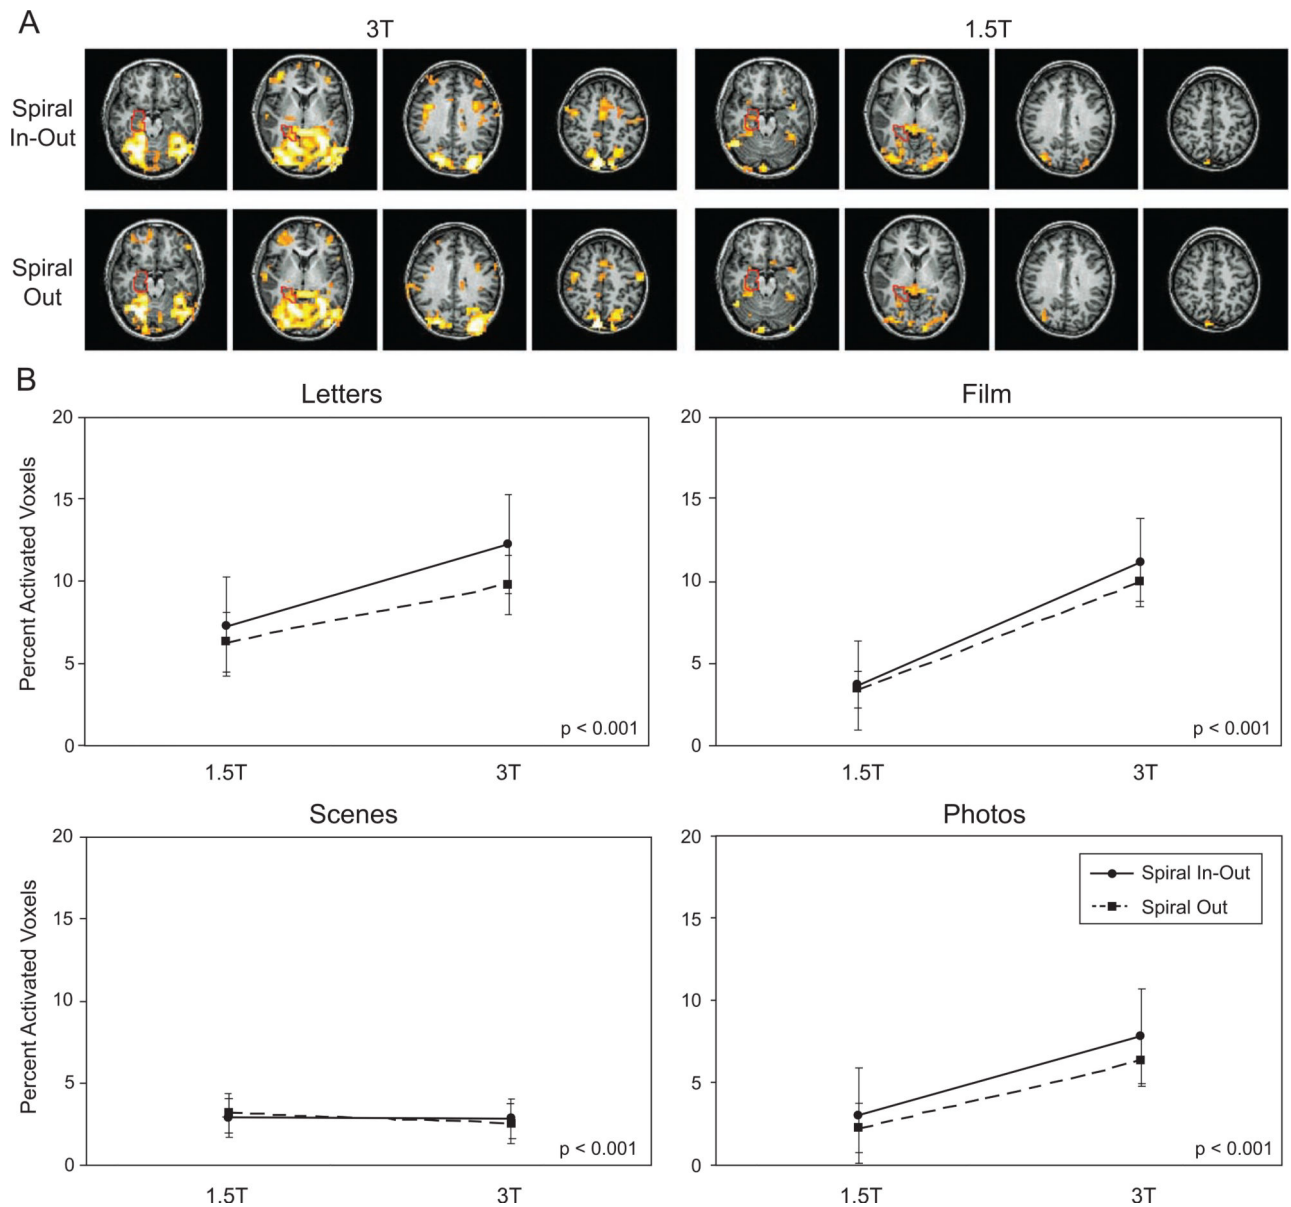 A
3T
1.5T
Spiral
In-Out
Spiral
Out
B
Letters
Film
Percent Activated Voxels
20
15
10
5
0
p < 0.001
1.5T
3T
20
15
10
5
0
p < 0.001
1.5T
3T
Scenes
Photos
Percent Activated Voxels
20
15
10
5
0
p < 0.001
1.5T
3T
20
15
10
5
0
Spiral In-Out
Spiral Out
p < 0.001
1.5T
3T